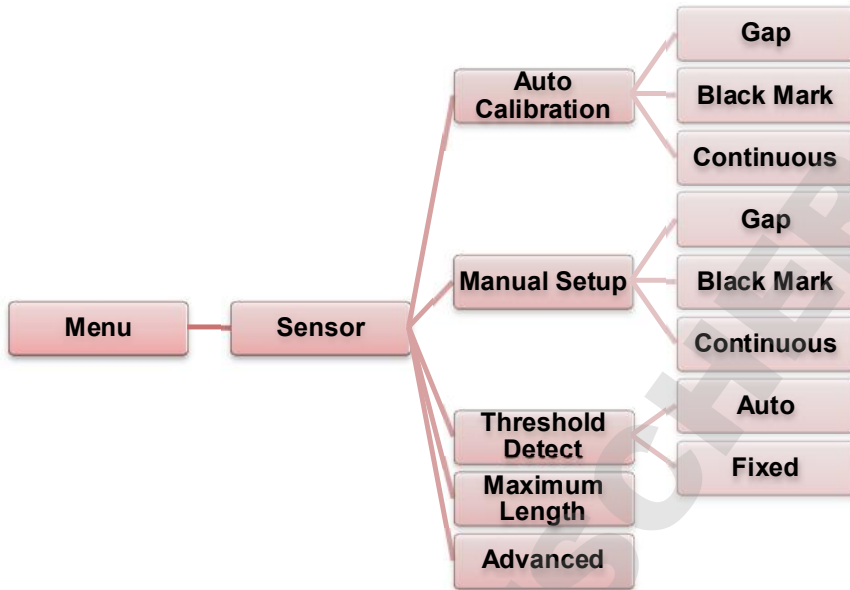 Gap
Auto
Calibration
Black Mark
Continuous
Gap
Manual Setup
Black Mark
Continuous
Menu
Sensor
Threshold
Detect
Auto
Fixed
Maximum
Length
Advanced